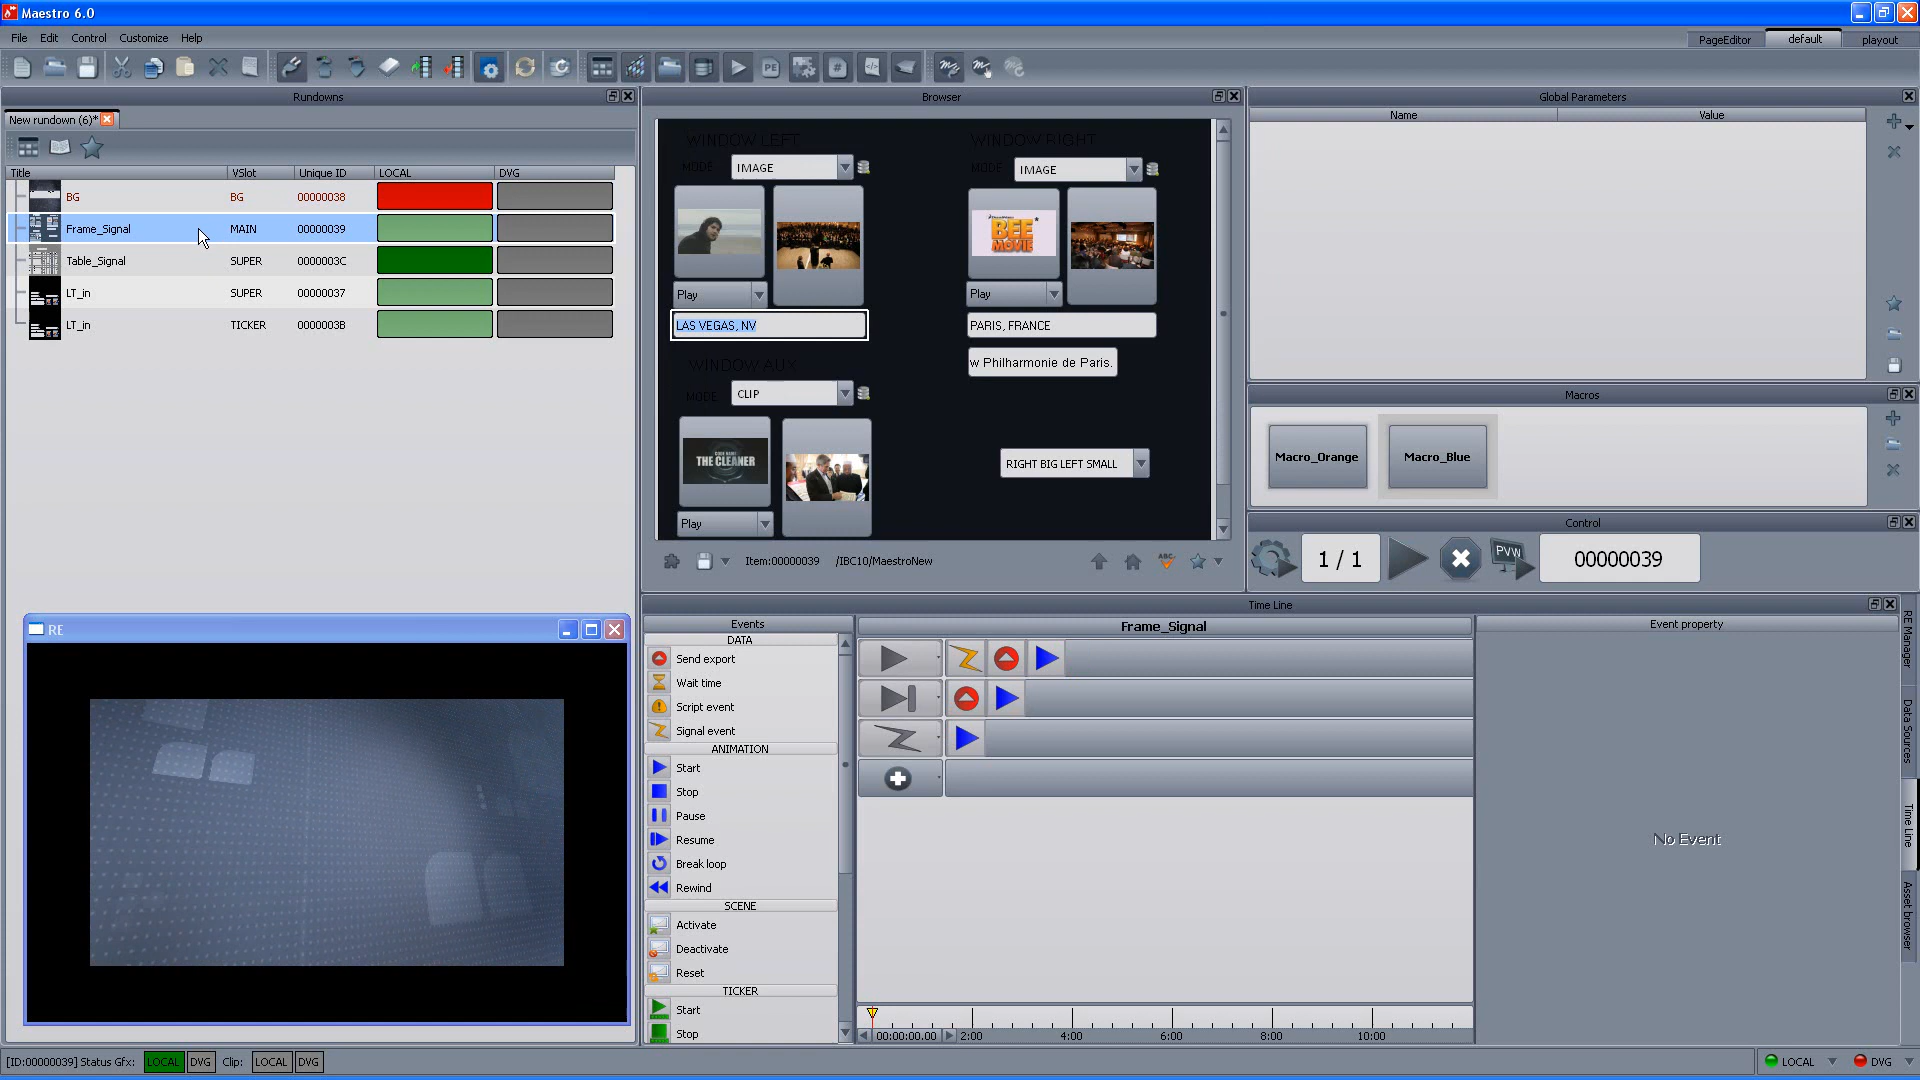 Maestro 6.0
File Edit Control Customize Help
PageEditor default playout
Rundowns
New rundown (6)*
Title VSlot Unique ID LOCAL DVG
BG BG 00000038
Frame_Signal MAIN 00000039
Table_Signal SUPER 0000003C
LT_in SUPER 00000037
LT_in TICKER 0000003B
RE
Browser
WINDOW LEFT
MODE IMAGE
Play
LAS VEGAS, NV
WINDOW RIGHT
MODE IMAGE
BEE MOVIE
Play
PARIS, FRANCE
w Philharmonie de Paris.
WINDOW AUX
MODE CLIP
THE CLEANER
Play
RIGHT BIG LEFT SMALL
Item:00000039 /IBC10/MaestroNew
ABC
Global Parameters
Name Value
Macros
Macro_Orange Macro_Blue
Control
1 / 1 PVW 00000039
Time Line
Events
DATA
Send export
Wait time
Script event
Signal event
ANIMATION
Start
Stop
Pause
Resume
Break loop
Rewind
SCENE
Activate
Deactivate
Reset
TICKER
Start
Stop
Frame_Signal
00:00:00.00 2:00 4:00 6:00 8:00 10:00
Event property
No Event
RE Manager
Data Sources
Time Line
Asset browser
[ID:00000039] Status Gfx: LOCAL DVG Clip: LOCAL DVG
LOCAL DVG